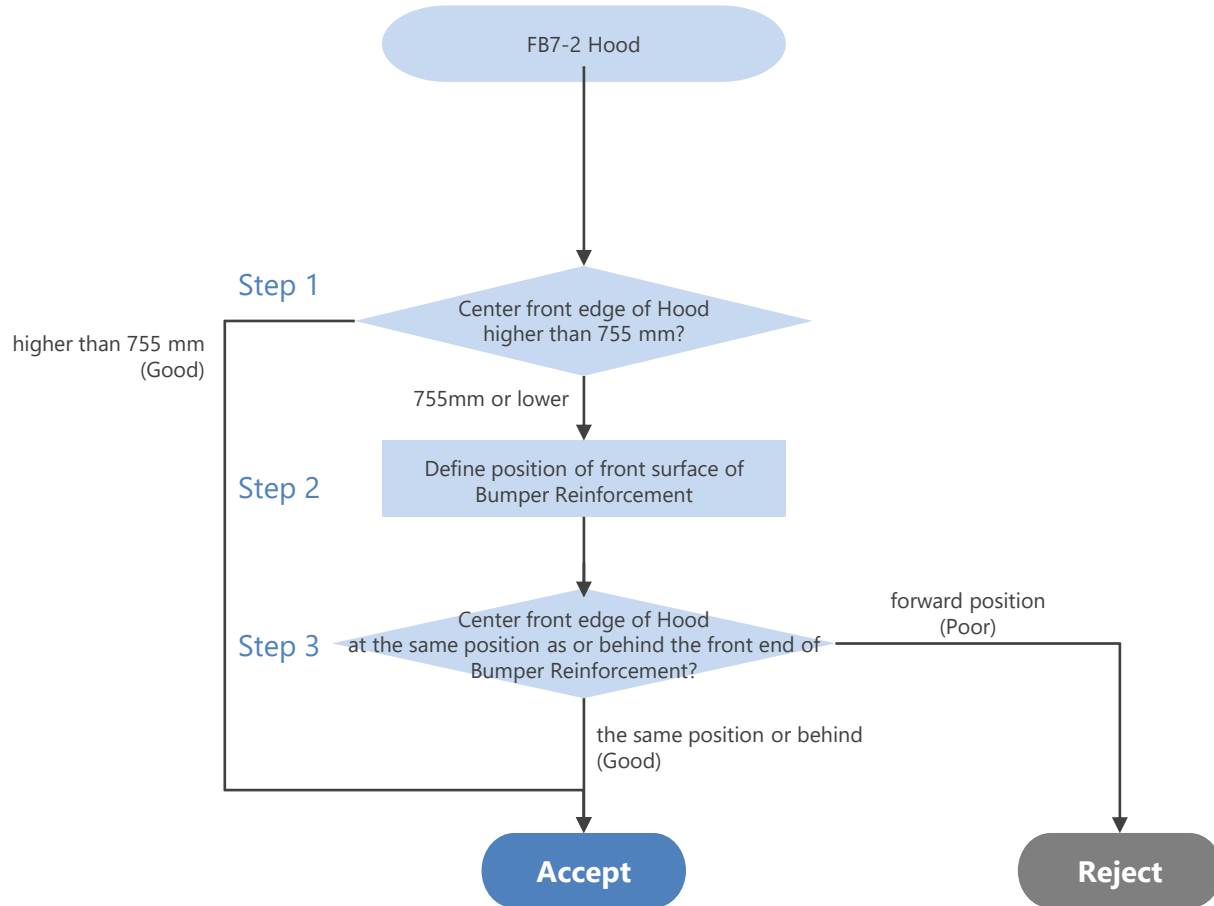 FB7-2 Hood
Step 1
Center front edge of Hood
higher than 755 mm?
higher than 755 mm
(Good)
755mm or lower
Step 2
Define position of front surface of
Bumper Reinforcement
Step 3
Center front edge of Hood
at the same position as or behind the front end of
Bumper Reinforcement?
forward position
(Poor)
the same position or behind
(Good)
Accept
Reject